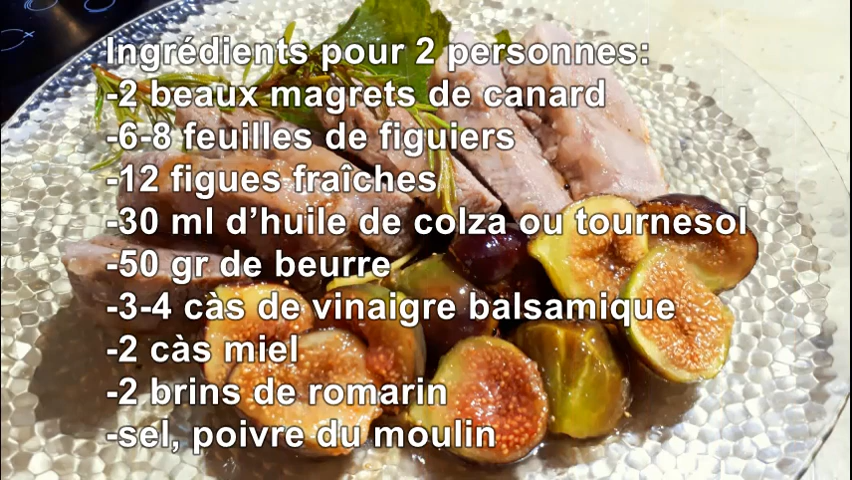 Ingrédients pour 2 personnes:
-2 beaux magrets de canard
-6-8 feuilles de figuiers
-12 figues fraîches
-30 ml d’huile de colza ou tournesol
-50 gr de beurre
-3-4 càs de vinaigre balsamique
-2 càs miel
-2 brins de romarin
-sel, poivre du moulin